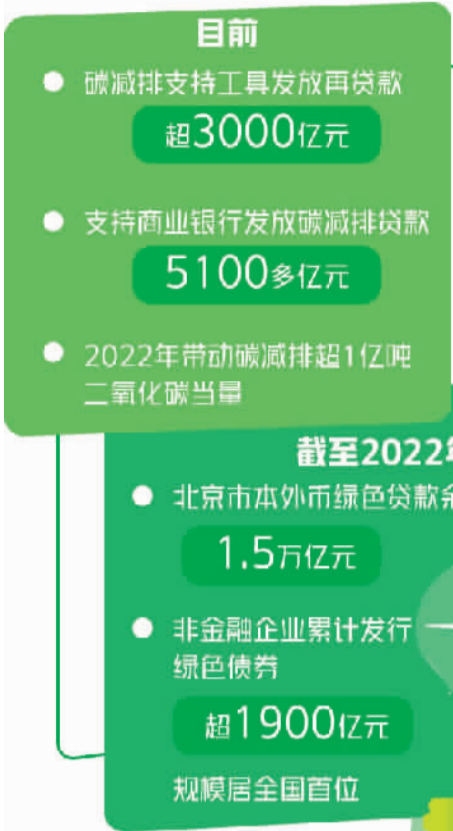 目前
碳减排支持工具发放再贷款
超3000亿元
支持商业银行发放碳减排贷款
5100多亿元
2022年带动碳减排超1亿吨
二氧化碳当量
截至2022
北京市本外币绿色贷款
1.5万亿元
非金融企业累计发行
绿色债券
超1900亿元
规模居全国首位